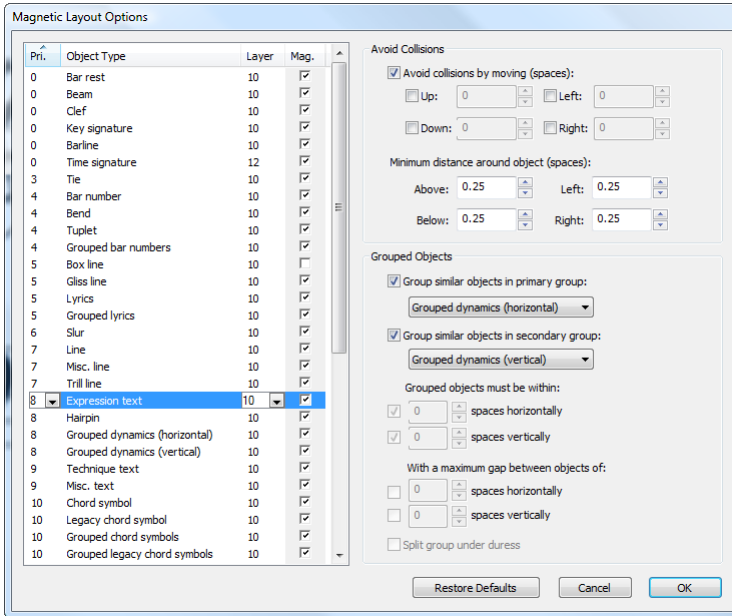 Magnetic Layout Options
Pri. Object Type Layer Mag.
0 Bar rest 10
0 Beam 10
0 Clef 10
0 Key signature 10
0 Barline 10
0 Time signature 12
3 Tie 10
4 Bar number 10
4 Bend 10
4 Tuplet 10
4 Grouped bar numbers 10
5 Box line 10
5 Gliss line 10
5 Lyrics 10
5 Grouped lyrics 10
6 Slur 10
7 Line 10
7 Misc. line 10
7 Trill line 10
8 Expression text 10
8 Hairpin 10
8 Grouped dynamics (horizontal) 10
8 Grouped dynamics (vertical) 10
9 Technique text 10
9 Misc. text 10
10 Chord symbol 10
10 Legacy chord symbol 10
10 Grouped chord symbols 10
10 Grouped legacy chord symbols 10
Avoid Collisions
Avoid collisions by moving (spaces):
Up: 0 Left: 0
Down: 0 Right: 0
Minimum distance around object (spaces):
Above: 0.25 Left: 0.25
Below: 0.25 Right: 0.25
Grouped Objects
Group similar objects in primary group:
Grouped dynamics (horizontal)
Group similar objects in secondary group:
Grouped dynamics (vertical)
Grouped objects must be within:
0 spaces horizontally
0 spaces vertically
With a maximum gap between objects of:
0 spaces horizontally
0 spaces vertically
Split group under duress
Restore Defaults Cancel OK